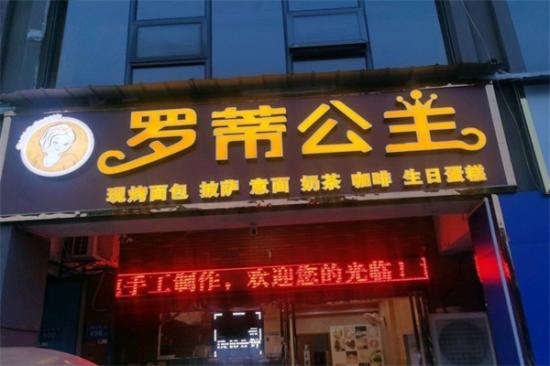 罗蒂公主
现烤面包 披萨 意面 奶茶 咖啡 生日蛋糕
手工制作，欢迎您的光临！